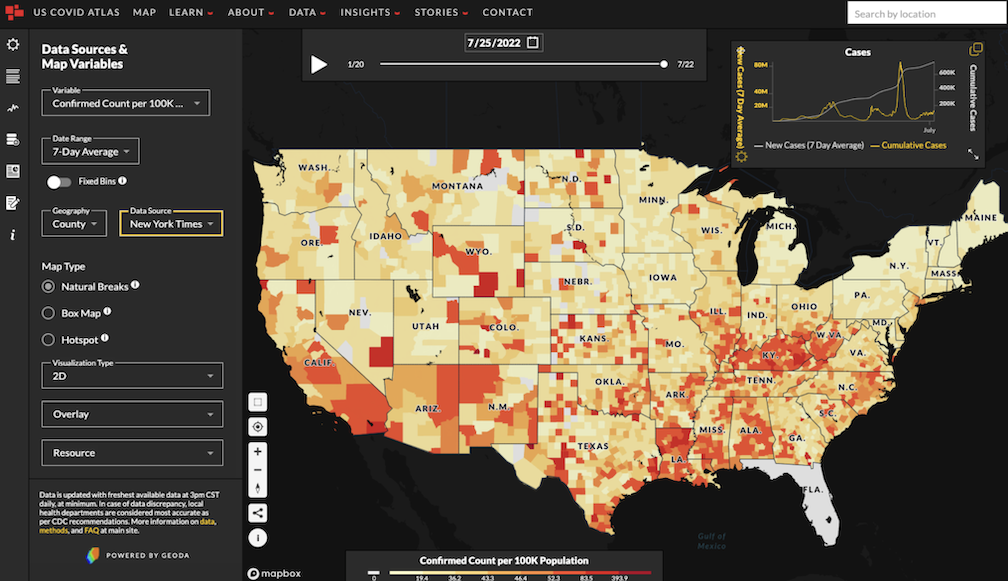 US COVID ATLAS MAP LEARN ABOUT DATA INSIGHTS STORIES CONTACT
Search by location
Data Sources &
Map Variables
Variable
Confirmed Count per 100K ...
Date Range
7-Day Average
Fixed Bins
Geography
County
Data Source
New York Times
Map Type
Natural Breaks
Box Map
Hotspot
Visualization Type
2D
Overlay
Resource
Data is updated with freshest available data at 3pm CST
daily, at minimum. In case of data discrepancy, local
health departments are considered most accurate as
per CDC recommendations. More information on data,
methods, and FAQ at main site.
POWERED BY GEODA
7/25/2022
1/20
7/22
Cases
New Cases (7 Day Average)
80M
40M
20M
600K
400K
200K
Cumulative Cases
July
New Cases (7 Day Average) Cumulative Cases
WASH.
MONTANA
N.D.
MINN.
MICH.
MAINE
ORE.
IDAHO
S.D.
WIS.
VT.
WYO.
N.Y.
MASS.
NEBR.
IOWA
PA.
NEV.
UTAH
COLO.
ILL.
IND.
OHIO
MD.
CALIF.
KANS.
MO.
KY.
W.VA.
VA.
ARIZ.
N.M.
OKLA.
ARK.
TENN.
N.C.
TEXAS
MISS.
ALA.
GA.
S.C.
LA.
FLA.
Gulf of
Mexico
mapbox
Confirmed Count per 100K Population
0 19.4 36.2 43.3 46.4 52.3 83.5 393.9